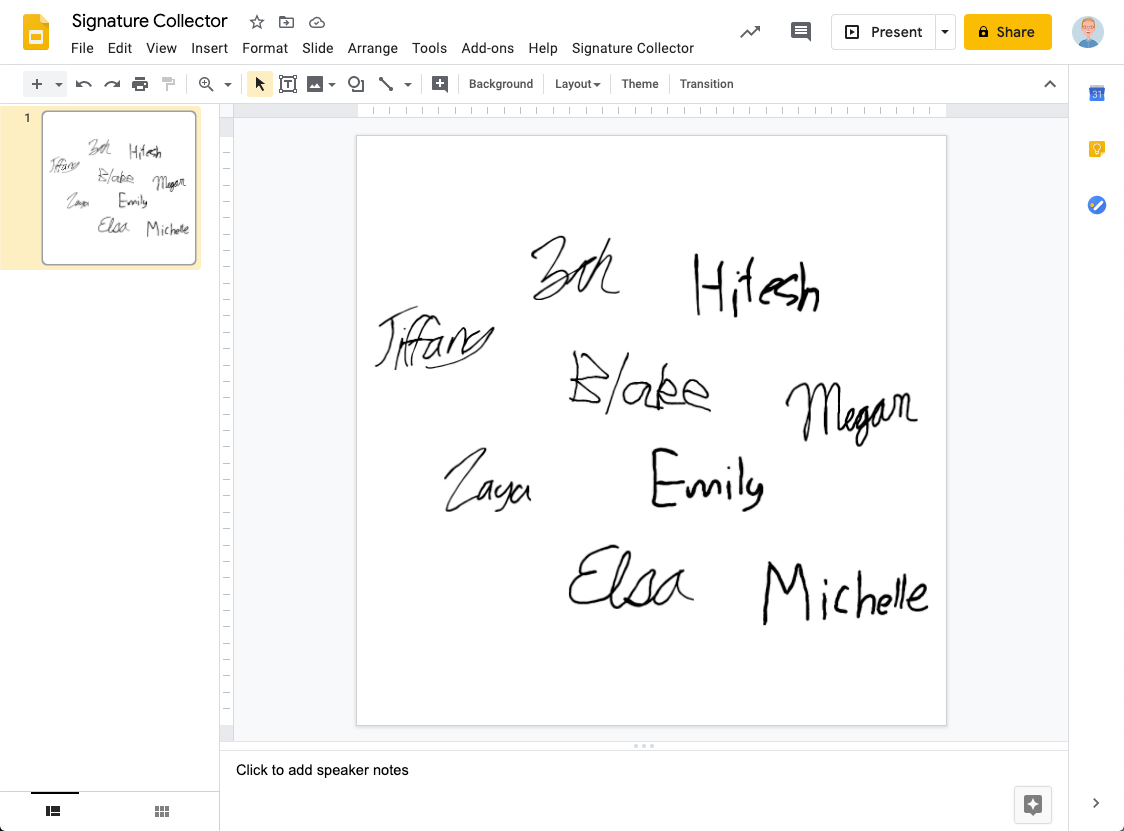 Signature Collector
File Edit View Insert Format Slide Arrange Tools Add-ons Help Signature Collector
Present Share
Background Layout Theme Transition
31
1
Hitesh
Tiffany
Blake
Megan
Zaya
Emily
Elsa
Michelle
Click to add speaker notes